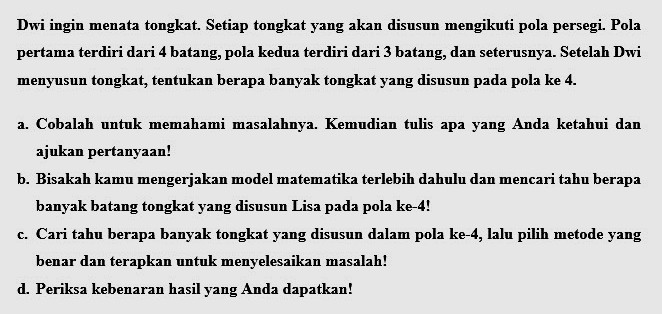 Dwi ingin menata tongkat. Setiap tongkat yang akan disusun mengikuti pola persegi. Pola
pertama terdiri dari 4 batang, pola kedua terdiri dari 3 batang, dan seterusnya. Setelah Dwi
menyusun tongkat, tentukan berapa banyak tongkat yang disusun pada pola ke 4.
a. Cobalah untuk memahami masalahnya. Kemudian tulis apa yang Anda ketahui dan
ajukan pertanyaan!
b. Bisakah kamu mengerjakan model matematika terlebih dahulu dan mencari tahu berapa
banyak batang tongkat yang disusun Lisa pada pola ke-4!
c. Cari tahu berapa banyak tongkat yang disusun dalam pola ke-4, lalu pilih metode yang
benar dan terapkan untuk menyelesaikan masalah!
d. Periksa kebenaran hasil yang Anda dapatkan!